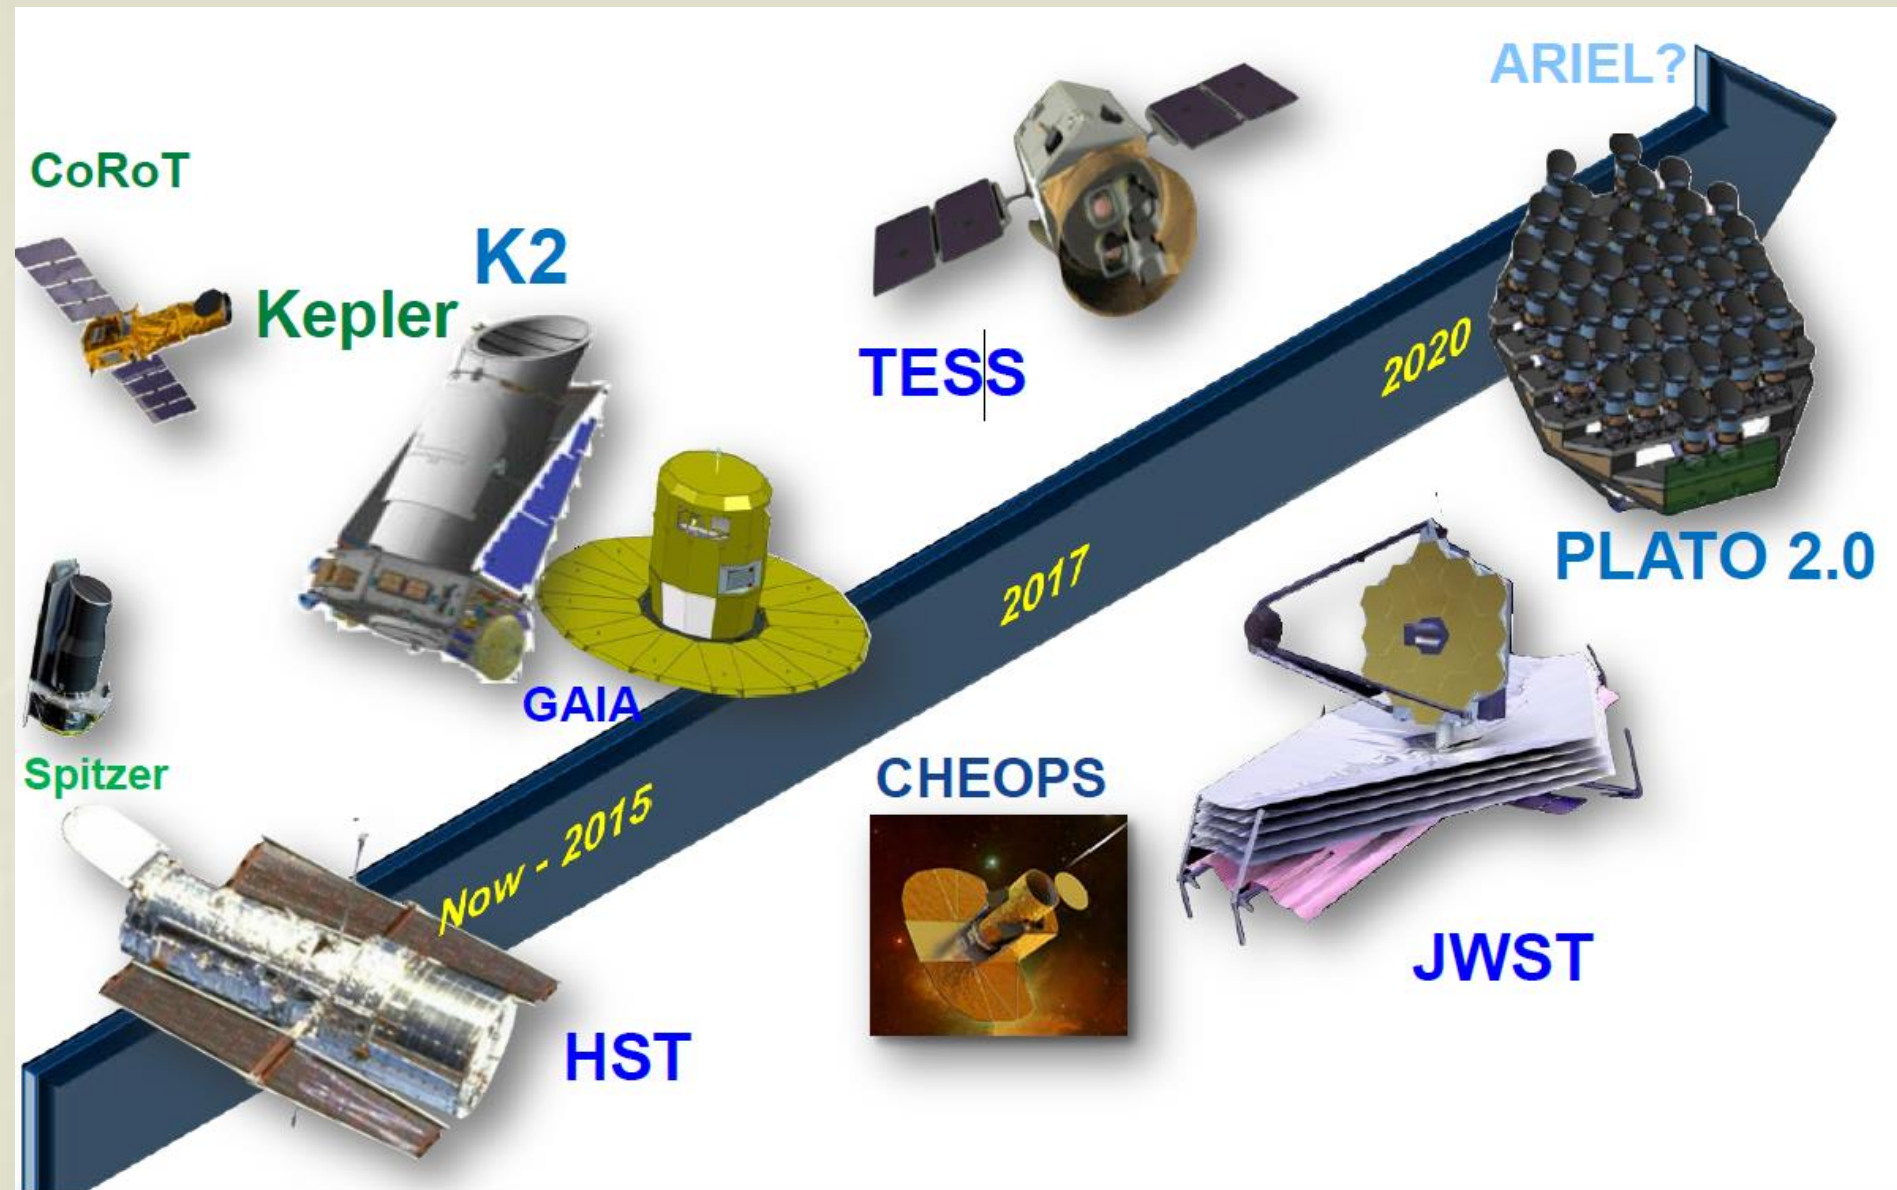 ARIEL?
CoRoT
K2
Kepler
TESS
2020
PLATO 2.0
2017
GAIA
Spitzer
CHEOPS
Now - 2015
JWST
HST